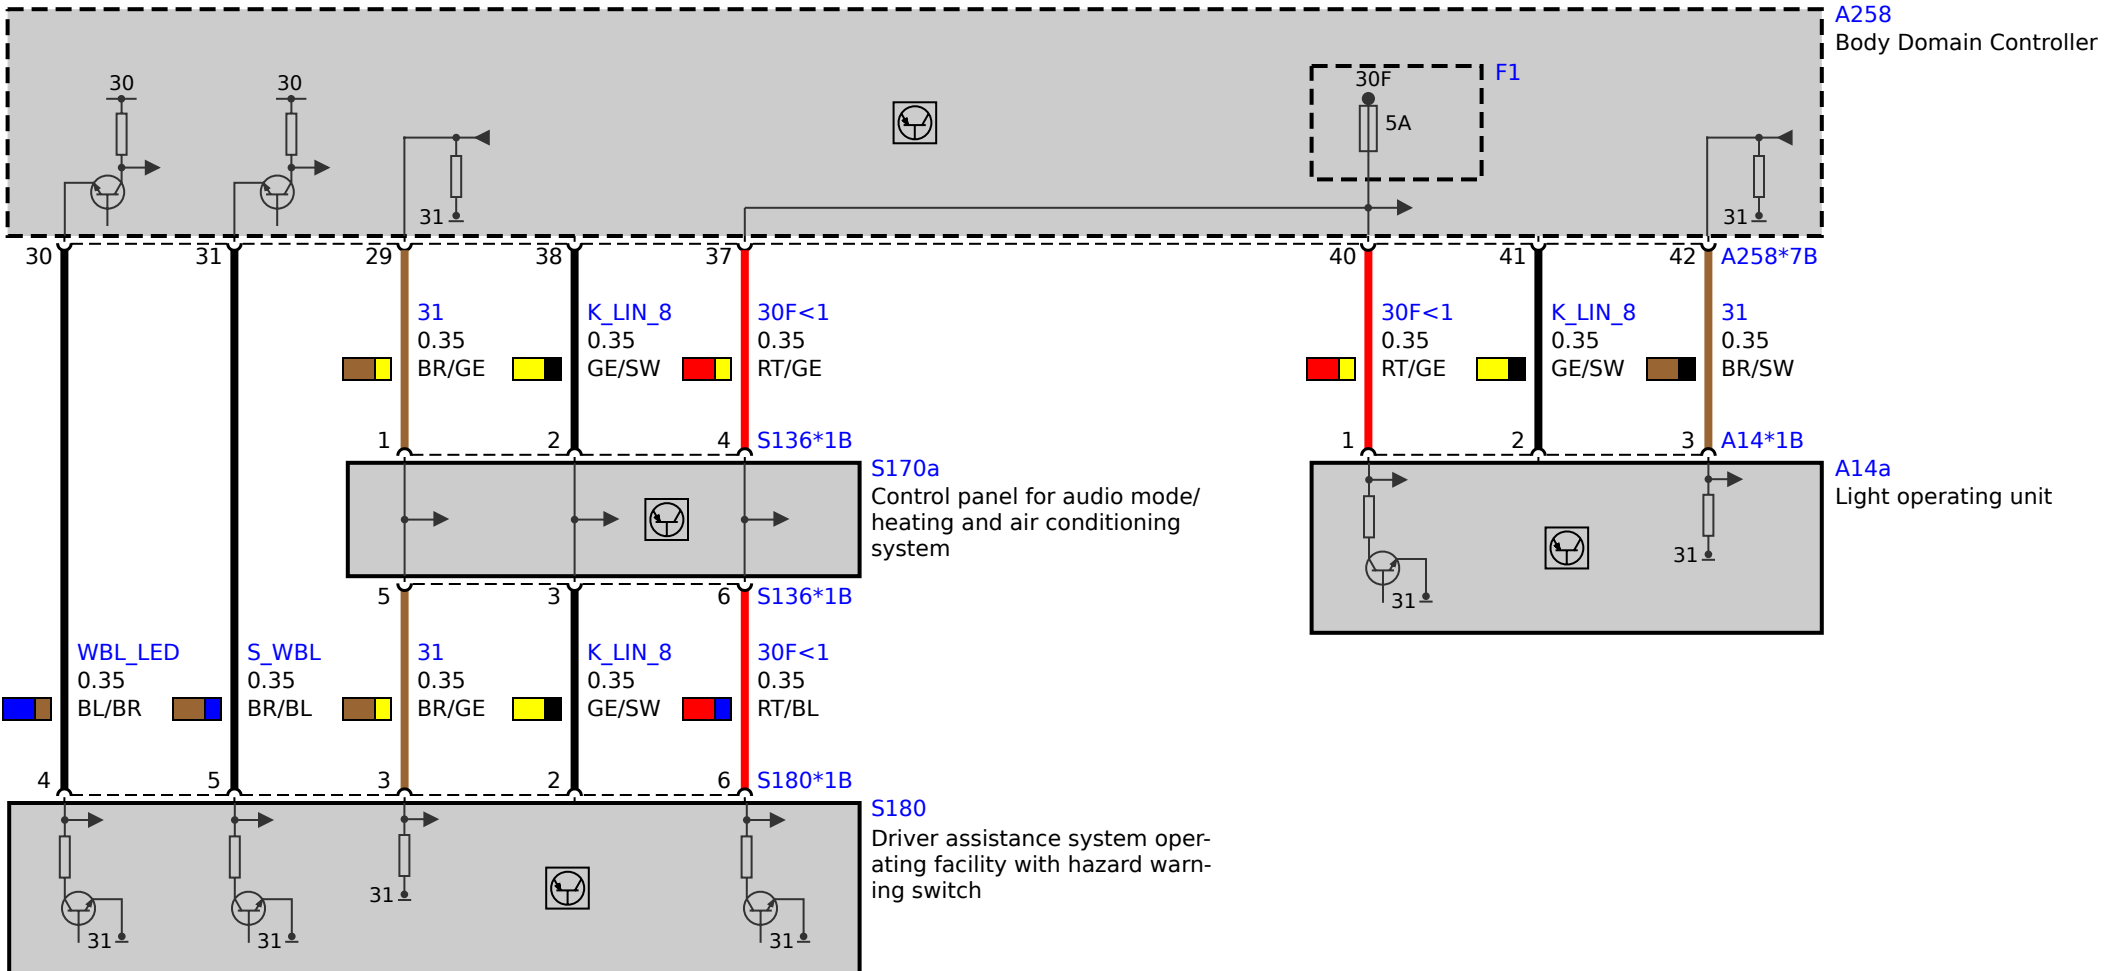 A258
Body Domain Controller
30
30
30F
F1
5A
31
31
30
31
29
38
37
40
41
42
A258*7B
31
0.35
BR/GE
K_LIN_8
0.35
GE/SW
30F<1
0.35
RT/GE
30F<1
0.35
RT/GE
K_LIN_8
0.35
GE/SW
31
0.35
BR/SW
1
2
4
S136*1B
1
2
3
A14*1B
S170a
Control panel for audio mode/
heating and air conditioning
system
A14a
Light operating unit
31
31
5
3
6
S136*1B
WBL_LED
0.35
BL/BR
S_WBL
0.35
BR/BL
31
0.35
BR/GE
K_LIN_8
0.35
GE/SW
30F<1
0.35
RT/BL
4
5
3
2
6
S180*1B
S180
Driver assistance system oper-
ating facility with hazard warn-
ing switch
31
31
31
31